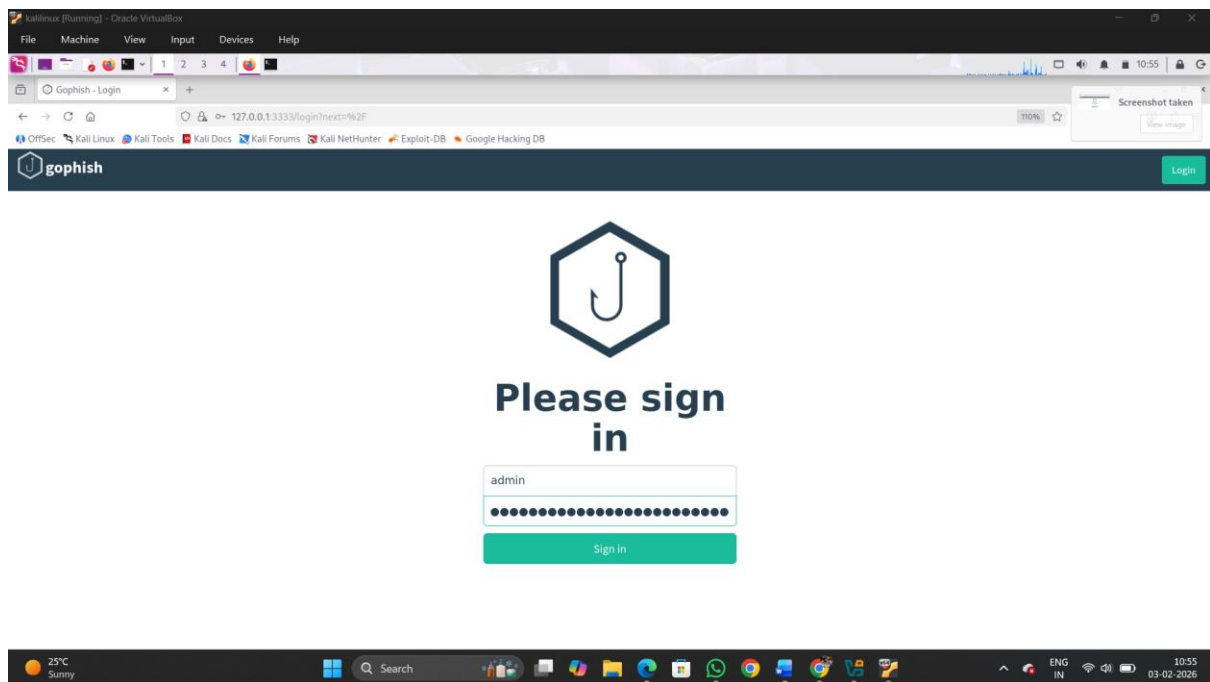 kalilinux [Running] - Oracle VirtualBox
File Machine View Input Devices Help
1 2 3 4 10:55
Gophish - Login
Screenshot taken
View image
127.0.0.1:3333/login?next=%2F 110%
OffSec Kali Linux Kali Tools Kali Docs Kali Forums Kali NetHunter Exploit-DB Google Hacking DB
gophish Login
Please sign
in
admin
Sign in
25°C
Sunny
Search
ENG
IN
10:55
03-02-2026